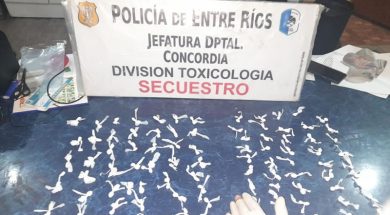 POLICÍA DE ENTRE RÍOS
JEFATURA DPTAL.
CONCORDIA
DIVISION TOXICOLOGIA
SECUESTRO